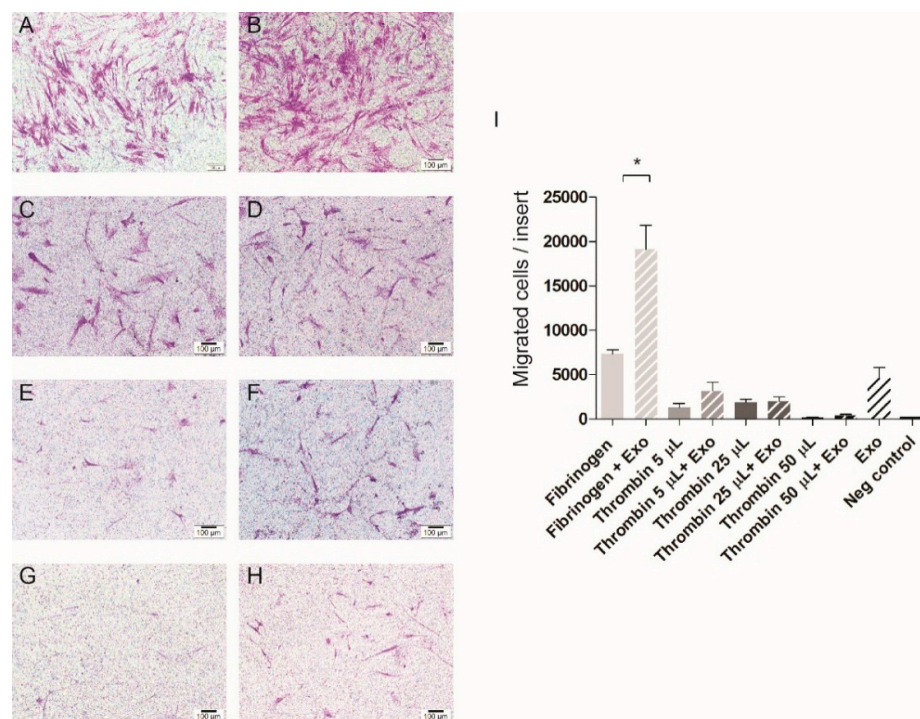 A
B
100 µm
C
100 µm
D
100 µm
E
100 µm
F
100 µm
G
100 µm
H
100 µm
I
*
Migrated cells / insert
25000
20000
15000
10000
5000
0
Fibrinogen
Fibrinogen + Exo
Thrombin 5 µL
Thrombin 5 µL+ Exo
Thrombin 25 µL
Thrombin 25 µL+ Exo
Thrombin 50 µL
Thrombin 50 µL+ Exo
Exo
Neg control